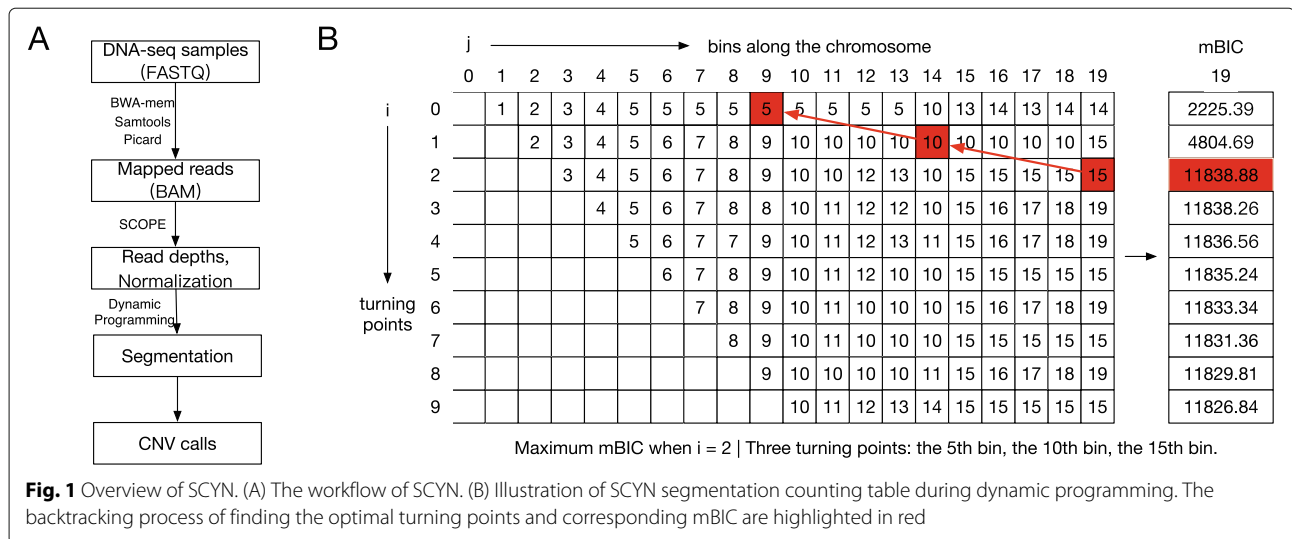 A
DNA-seq samples
(FASTQ)
BWA-mem
Samtools
Picard
Mapped reads
(BAM)
SCOPE
Read depths,
Normalization
Dynamic
Programming
Segmentation
CNV calls
B
j bins along the chromosome mBIC
0 1 2 3 4 5 6 7 8 9 10 11 12 13 14 15 16 17 18 19 19
i 0 1 2 3 4 5 5 5 5 5 5 5 5 5 10 13 14 13 14 14 2225.39
1 2 3 4 5 6 7 8 9 10 10 10 10 10 10 10 10 10 15 4804.69
2 3 4 5 6 7 8 9 10 10 12 13 10 15 15 15 15 15 11838.88
3 4 5 6 7 8 8 10 11 12 12 10 15 16 17 18 19 11838.26
4 5 6 7 7 9 10 11 12 13 11 15 16 17 18 19 11836.56
5 6 7 8 9 10 11 12 10 10 15 15 15 15 15 11835.24
turning
points
6 7 8 9 10 11 12 10 10 15 16 17 18 19 11833.34
7 8 9 10 11 10 10 10 15 15 15 15 15 11831.36
8 9 10 10 10 10 11 15 16 17 18 19 11829.81
9 10 11 12 13 14 15 15 15 15 15 11826.84
Maximum mBIC when i = 2 | Three turning points: the 5th bin, the 10th bin, the 15th bin.
Fig. 1 Overview of SCYN. (A) The workflow of SCYN. (B) Illustration of SCYN segmentation counting table during dynamic programming. The
backtracking process of finding the optimal turning points and corresponding mBIC are highlighted in red